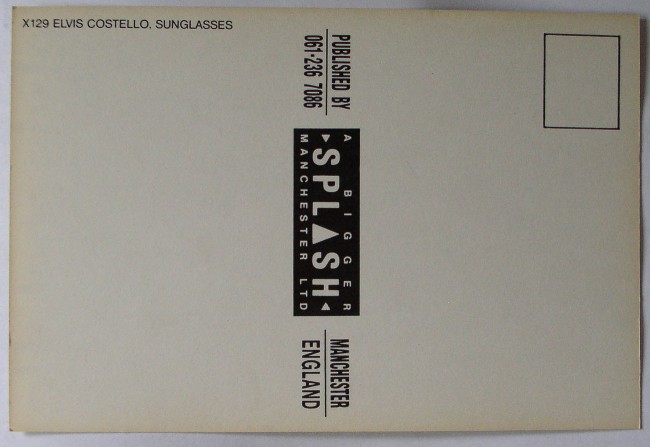 X129 ELVIS COSTELLO. SUNGLASSES
PUBLISHED BY
061-236 7086
A BIGGER
SPLASH
MANCHESTER LTD
MANCHESTER
ENGLAND